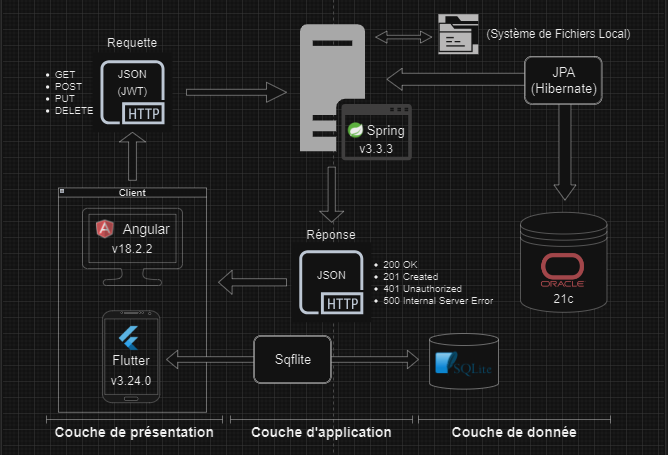 Requette
GET
POST
PUT
DELETE
JSON
(JWT)
HTTP
(Système de Fichiers Local)
JPA
(Hibernate)
Spring
v3.3.3
Client
Angular
v18.2.2
Réponse
JSON
HTTP
200 OK
201 Created
401 Unauthorized
500 Internal Server Error
ORACLE
21c
Flutter
v3.24.0
Sqflite
SQLite
Couche de présentation
Couche d'application
Couche de donnée